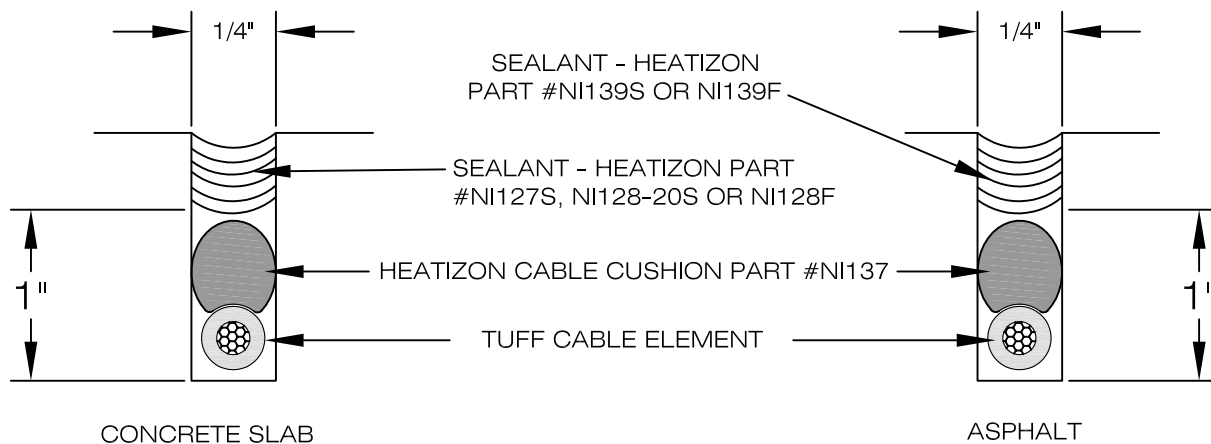 1/4"
1/4"
SEALANT - HEATIZON
PART #NI139S OR NI139F
SEALANT - HEATIZON PART
#NI127S, NI128-20S OR NI128F
HEATIZON CABLE CUSHION PART #NI137
1"
1"
TUFF CABLE ELEMENT
CONCRETE SLAB
ASPHALT